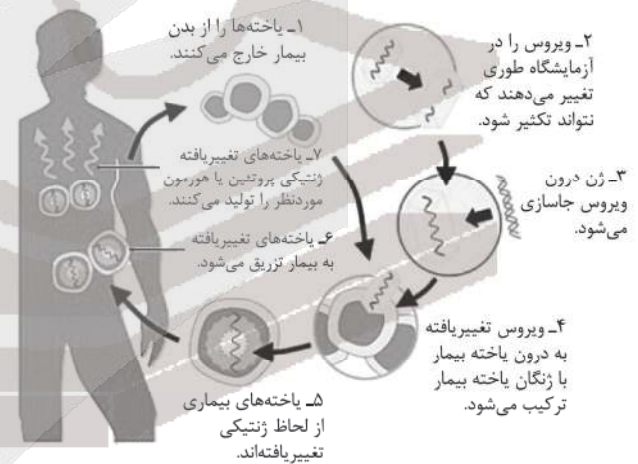 ۱ـ یاخته‌ها را از بدن
بیمار خارج می‌کنند.
۲ـ ویروس را در
آزمایشگاه طوری
تغییر می‌دهند که
نتواند تکثیر شود.
۳ـ ژن درون
ویروس جاسازی
می‌شود.
۴ـ ویروس تغییریافته
به درون یاخته بیمار
با ژنگان یاخته بیمار
ترکیب می‌شود.
۵ـ یاخته‌های بیماری
از لحاظ ژنتیکی
تغییریافته‌اند.
۶ـ یاخته‌های تغییریافته
به بیمار تزریق می‌شود.
۷ـ یاخته‌های تغییریافته
ژنتیکی پروتئین یا هورمون
موردنظر را تولید می‌کنند.